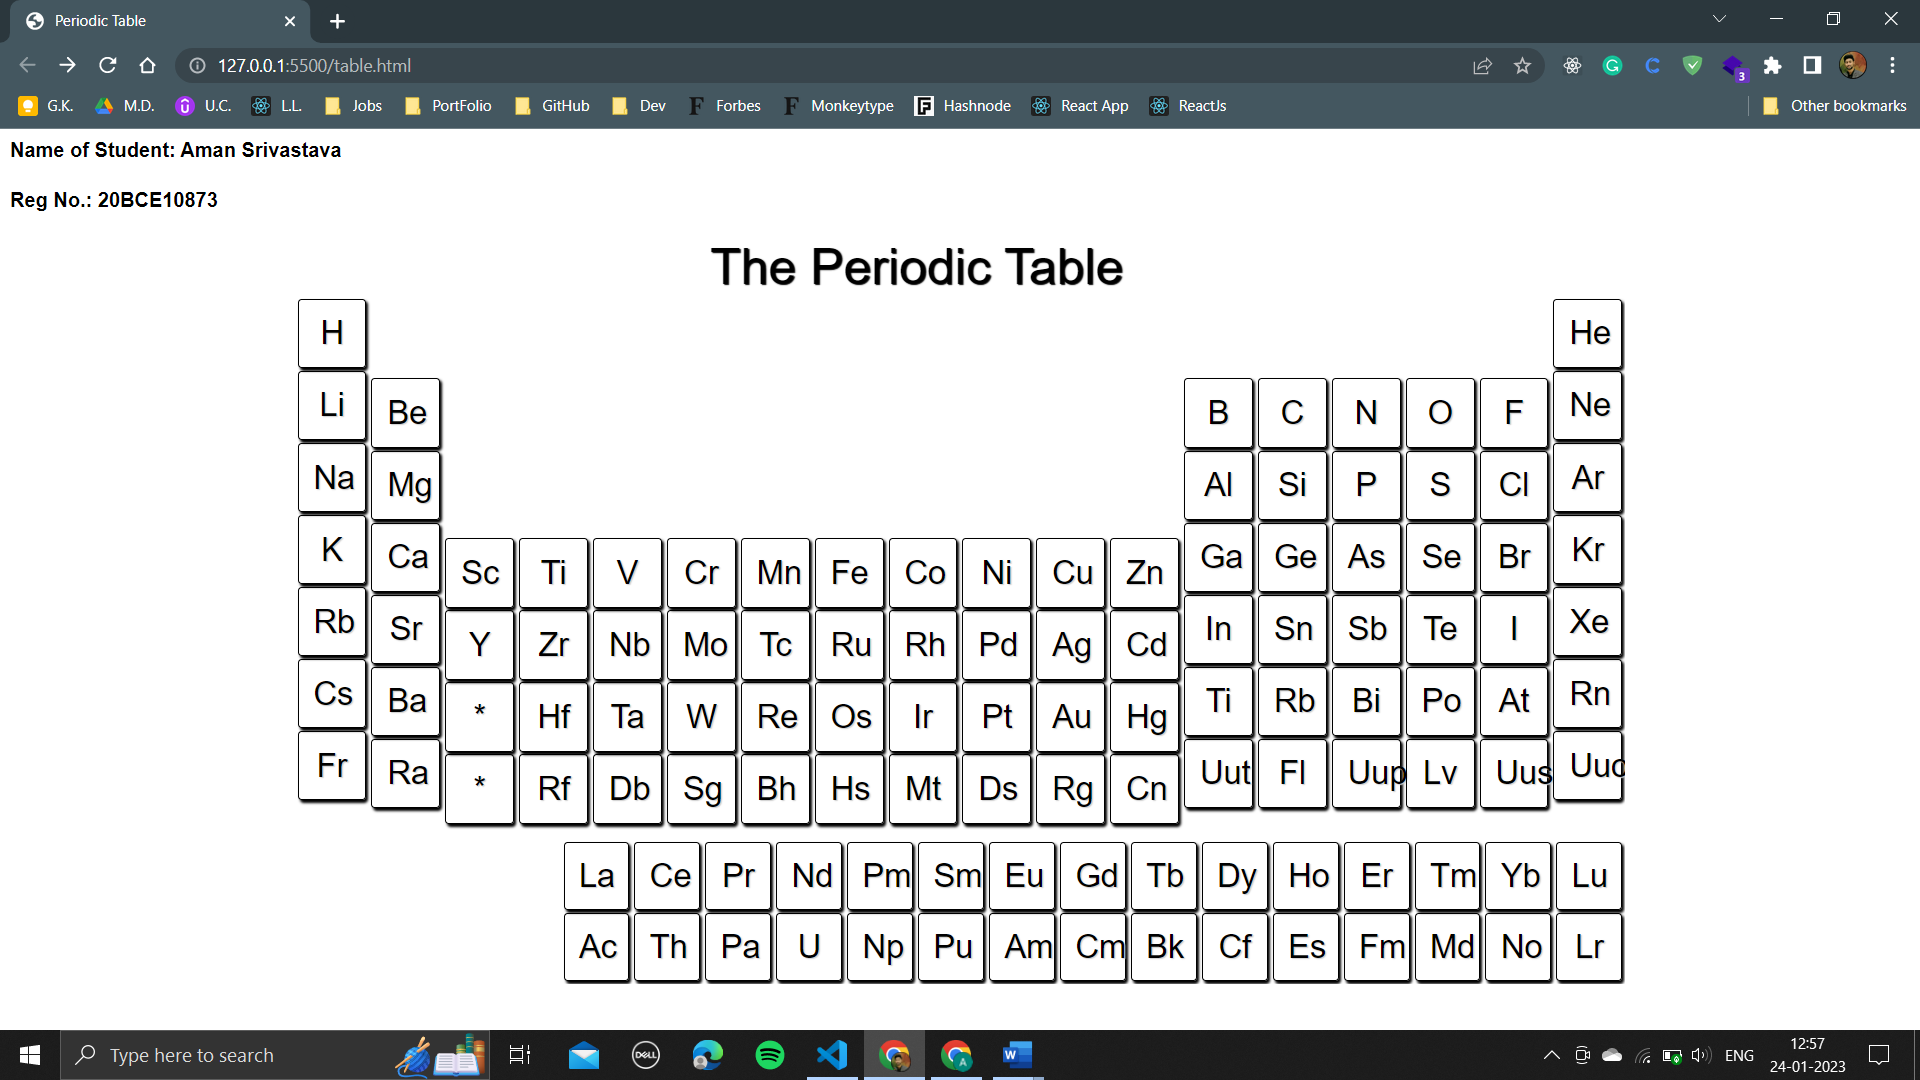 Periodic Table
127.0.0.1:5500/table.html
3
G.K. M.D. U.C. L.L. Jobs PortFolio GitHub Dev Forbes Monkeytype Hashnode React App ReactJs Other bookmarks
Name of Student: Aman Srivastava
Reg No.: 20BCE10873
The Periodic Table
H He
Li Be B C N O F Ne
Na Mg Al Si P S Cl Ar
K Ca Sc Ti V Cr Mn Fe Co Ni Cu Zn Ga Ge As Se Br Kr
Rb Sr Y Zr Nb Mo Tc Ru Rh Pd Ag Cd In Sn Sb Te I Xe
Cs Ba * Hf Ta W Re Os Ir Pt Au Hg Ti Rb Bi Po At Rn
Fr Ra * Rf Db Sg Bh Hs Mt Ds Rg Cn Uut Fl Uup Lv Uus Uuo
La Ce Pr Nd Pm Sm Eu Gd Tb Dy Ho Er Tm Yb Lu
Ac Th Pa U Np Pu Am Cm Bk Cf Es Fm Md No Lr
Type here to search
DELL
A
W
ENG
12:57
24-01-2023